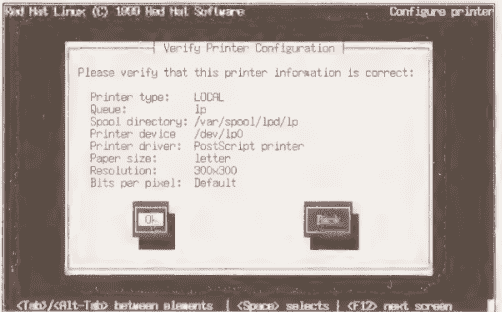 Red Hat Linux (C) 1999 Red Hat Software Configure printer
Verify Printer Configuration
Please verify that this printer information is correct:
Printer type: LOCAL
Queue: lp
Spool directory: /var/spool/lpd/lp
Printer device /dev/lp0
Printer driver: PostScript printer
Paper size: letter
Resolution: 300x300
Bits per pixel: Default
Ok Back
<Tab>/<Alt-Tab> between elements | <Space> selects | <F12> next screen